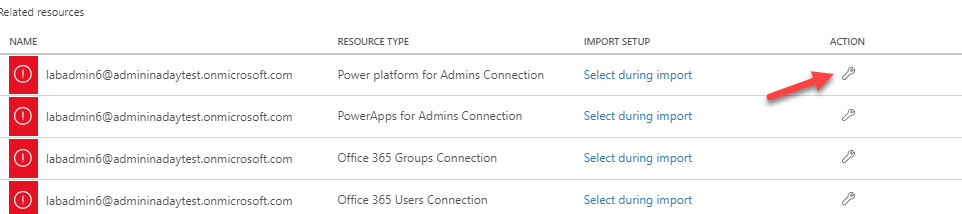 Related resources
NAME RESOURCE TYPE IMPORT SETUP ACTION
labadmin6@admininadaytest.onmicrosoft.com Power platform for Admins Connection Select during import
labadmin6@admininadaytest.onmicrosoft.com PowerApps for Admins Connection Select during import
labadmin6@admininadaytest.onmicrosoft.com Office 365 Groups Connection Select during import
labadmin6@admininadaytest.onmicrosoft.com Office 365 Users Connection Select during import